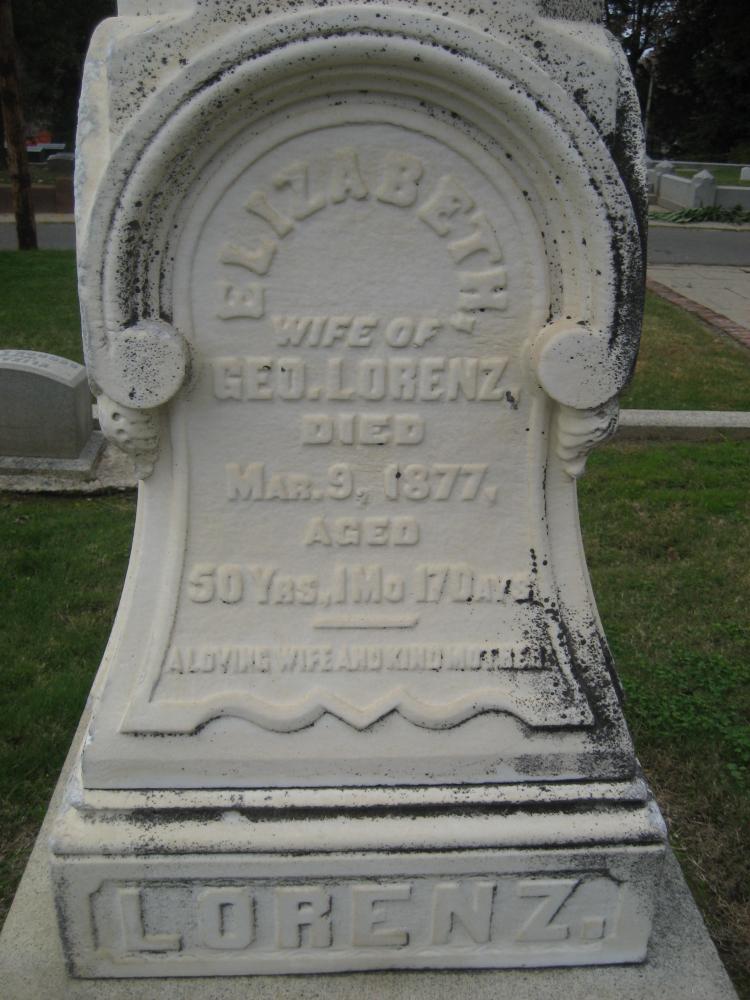 ELIZABETH,
WIFE OF
GEO. LORENZ,
DIED
MAR. 9, 1877,
AGED
50 YRS., 1 MO 17 DAYS
A LOVING WIFE AND KIND MOTHER
LORENZ.